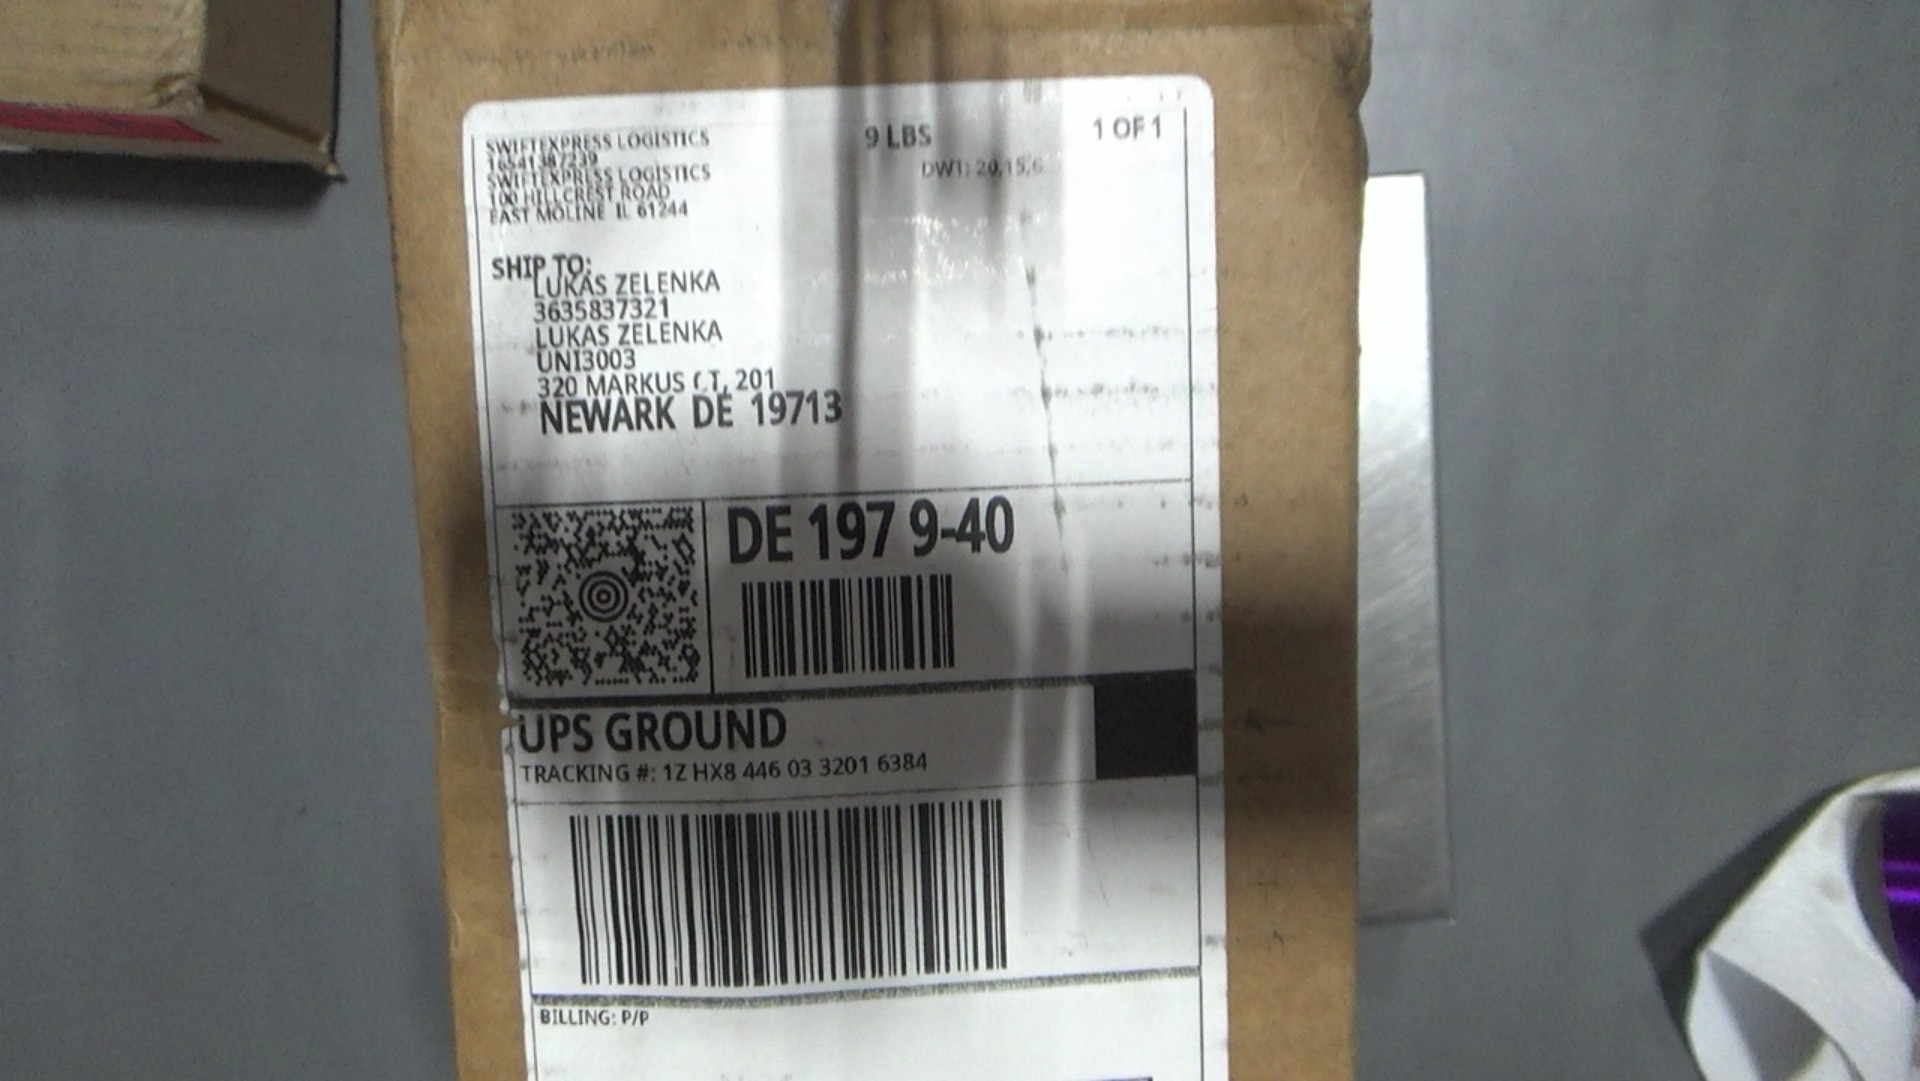 SWIFTEXPRESS LOGISTICS
16541387239
SWIFTEXPRESS LOGISTICS
100 HILLCREST ROAD
EAST MOLINE IL 61244
9 LBS
1 OF 1
DWT: 20,15,6
SHIP TO:
LUKAS ZELENKA
3635837321
LUKAS ZELENKA
UNI3003
320 MARKUS CT, 201
NEWARK DE 19713
DE 197 9-40
UPS GROUND
TRACKING #: 1Z HX8 446 03 3201 6384
BILLING: P/P